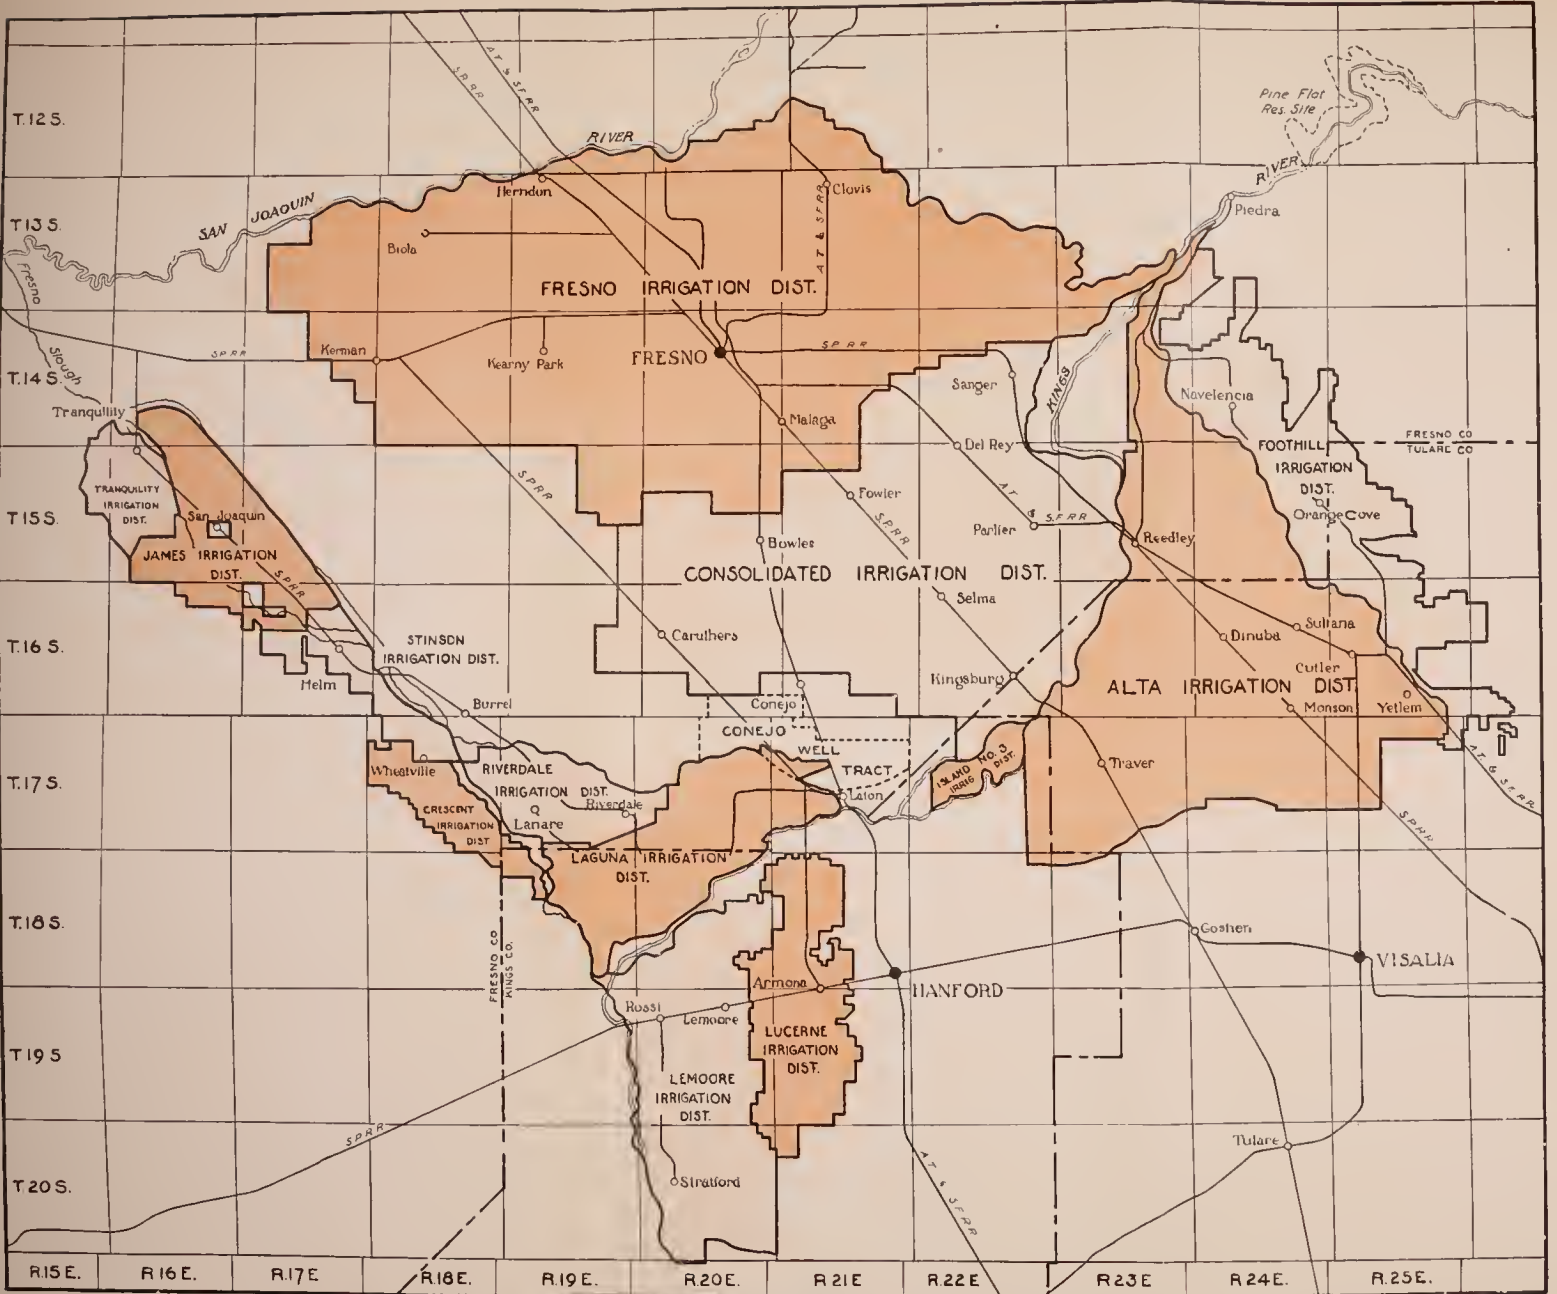 Pine Flat
Res. Site
S.P.R.R.
A.T. & S.F.R.R.
T.12 S.
RIVER
RIVER
Herndon
Clovis
Piedra
SAN JOAQUIN
T.13 S.
Biola
A.T. & S.F.R.R.
Fresno
Slough
FRESNO IRRIGATION DIST.
S.P.R.R.
Kerman
Kearny Park
FRESNO
S.P.R.R.
Sanger
KINGS
T.14 S.
Navelencia
Tranquility
Malaga
Del Rey
FOOTHILL
IRRIGATION
DIST.
FRESNO CO
TULARE CO
TRANQUILITY
IRRIGATION
DIST.
S.P.R.R.
Fowler
A.T. & S.F.R.R.
T 15 S.
San Joaquin
S.P.R.R.
Parlier
Orange Cove
Bowles
Reedley
JAMES IRRIGATION
DIST.
S.P.R.R.
CONSOLIDATED IRRIGATION DIST.
Selma
T.16 S.
STINSON
IRRIGATION DIST.
Caruthers
Dinuba
Sultana
Helm
Kingsburg
Cutler
ALTA IRRIGATION DIST.
Burrel
Conejo
Monson
Yettem
CONEJO
WELL
TRACT
A.T. & S.F.R.R.
T.17 S.
Wheatville
RIVERDALE
IRRIGATION DIST.
Riverdale
Laton
ISLAND NO. 3
IRRIG. DIST.
Traver
S.P.R.R.
CRESCENT
IRRIGATION
DIST
Lanare
LAGUNA IRRIGATION
DIST.
T.18 S.
FRESNO CO
KINGS CO.
Goshen
VISALIA
Armona
HANFORD
Rossi
Lemoore
T 19 S
LUCERNE
IRRIGATION
DIST.
LEMOORE
IRRIGATION
DIST.
S.P.R.R.
Tulare
T.20 S.
Stratford
A.T. & S.F.R.R.
R.15 E. R 16 E. R.17 E R.18 E. R.19 E. R.20 E. R 21 E R.22 E R 23 E R 24 E. R.25 E.